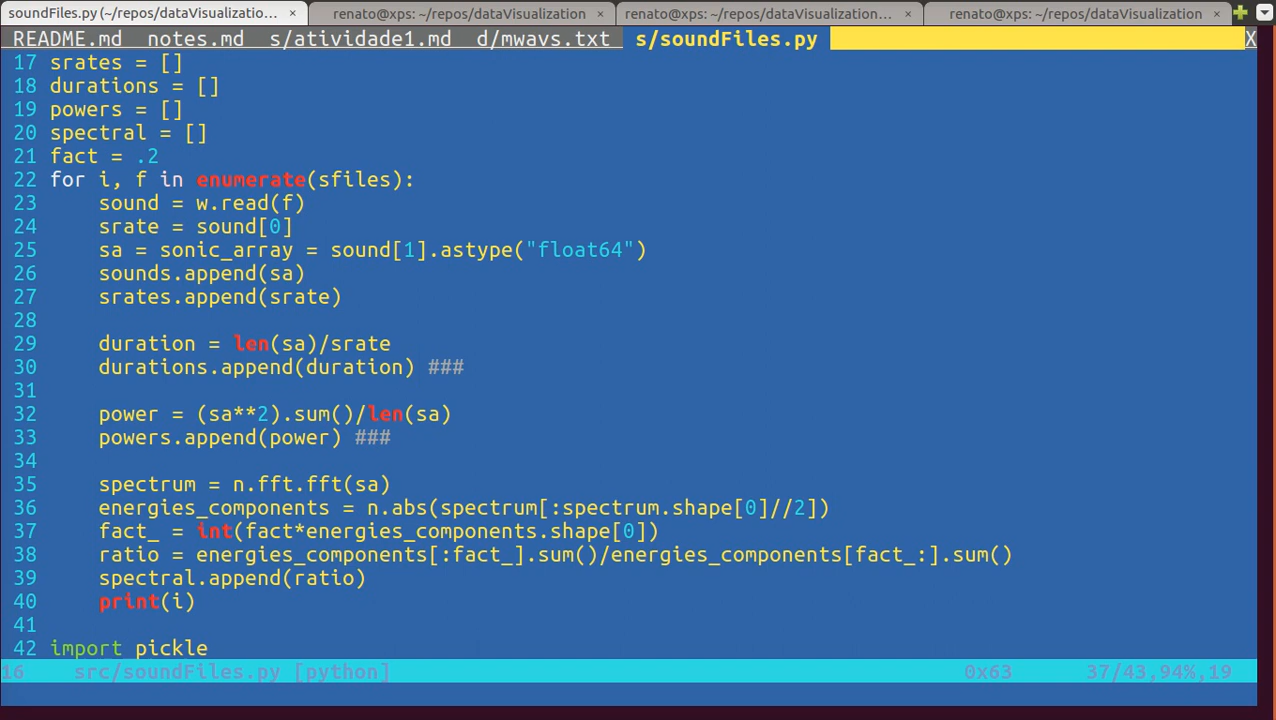 soundFiles.py (~/repos/dataVisualizatio... × renato@xps: ~/repos/dataVisualization × renato@xps: ~/repos/dataVisualization... × renato@xps: ~/repos/dataVisualization ×
README.md notes.md s/atividade1.md d/mwavs.txt s/soundFiles.py X
17 srates = []
18 durations = []
19 powers = []
20 spectral = []
21 fact = .2
22 for i, f in enumerate(sfiles):
23     sound = w.read(f)
24     srate = sound[0]
25     sa = sonic_array = sound[1].astype("float64")
26     sounds.append(sa)
27     srates.append(srate)
28
29     duration = len(sa)/srate
30     durations.append(duration) ###
31
32     power = (sa**2).sum()/len(sa)
33     powers.append(power) ###
34
35     spectrum = n.fft.fft(sa)
36     energies_components = n.abs(spectrum[:spectrum.shape[0]//2])
37     fact_ = int(fact*energies_components.shape[0])
38     ratio = energies_components[:fact_].sum()/energies_components[fact_:].sum()
39     spectral.append(ratio)
40     print(i)
41
42 import pickle
16 src/soundFiles.py [python] 0x63 37/43,94%,19